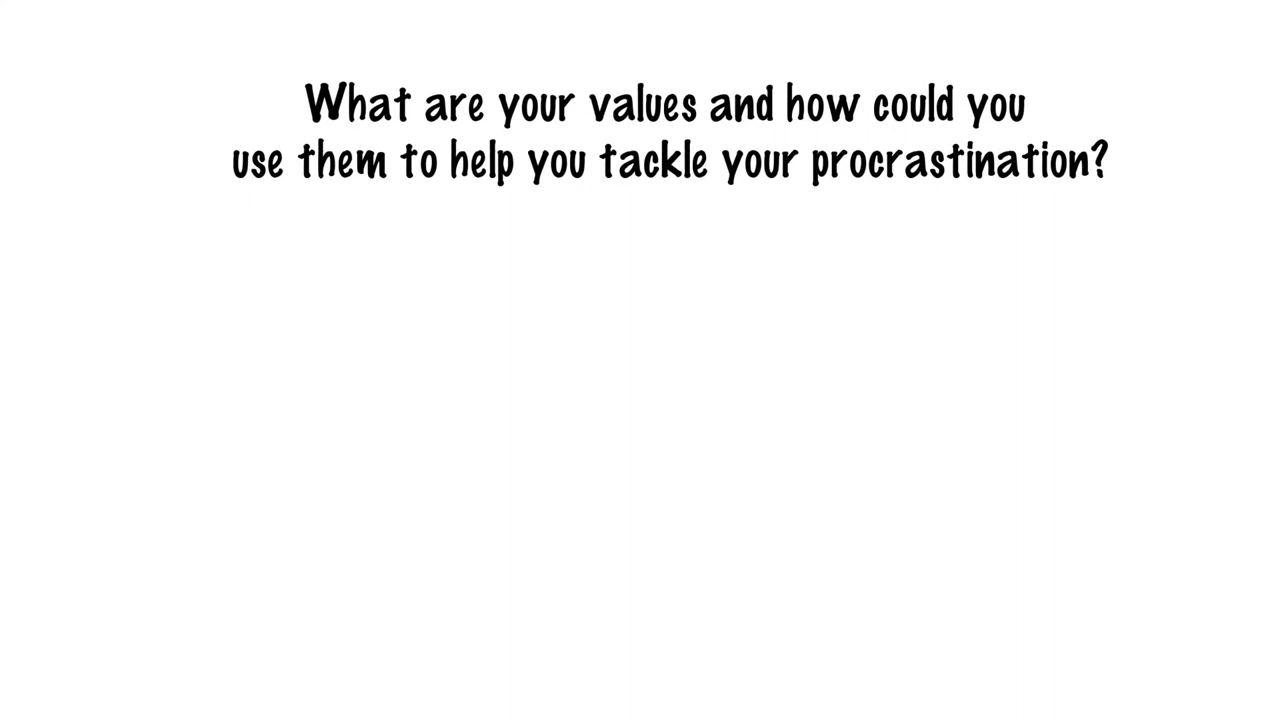 What are your values and how could you
use them to help you tackle your procrastination?